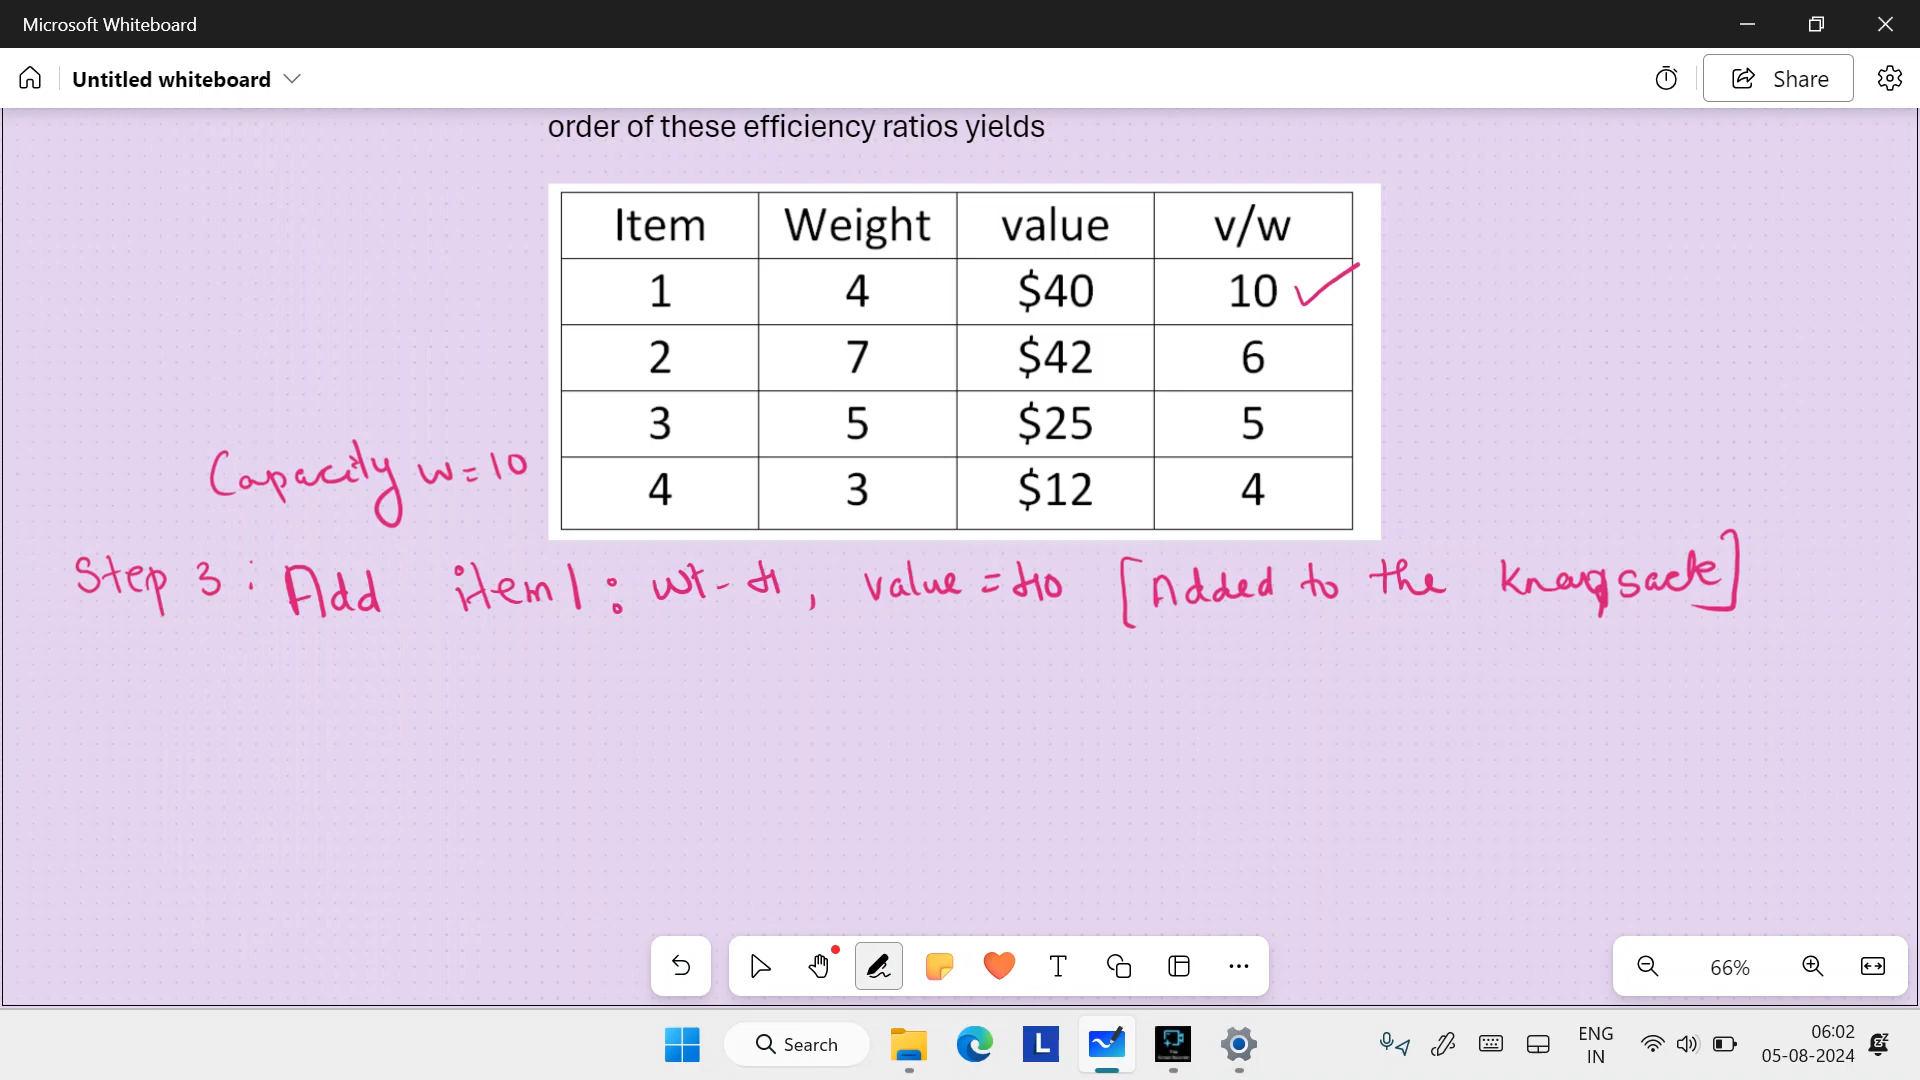 Microsoft Whiteboard
Untitled whiteboard
Share
order of these efficiency ratios yields
Item Weight value v/w
1 4 $40 10
2 7 $42 6
3 5 $25 5
4 3 $12 4
Capacity w=10
Step 3: Add item 1: wt-4, value=40 [Added to the knapsack]
66%
Search
L
ENG
IN
06:02
05-08-2024